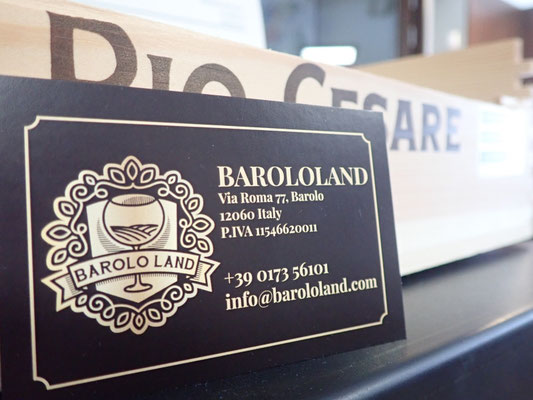 PIO CESARE
BAROLO LAND
BAROLOLAND
Via Roma 77, Barolo
12060 Italy
P.IVA 11546620011
+39 0173 56101
info@barololand.com